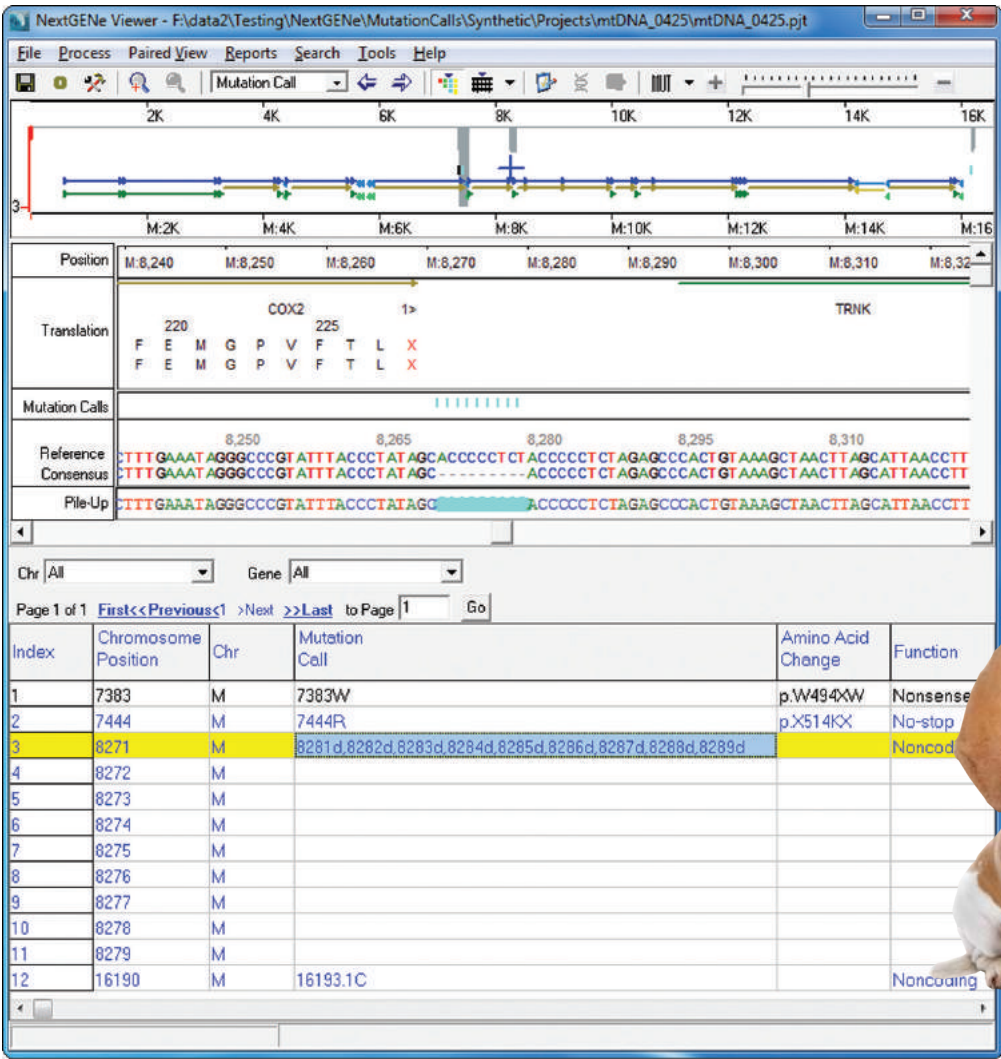 NextGENe Viewer - F:\data2\Testing\NextGENe\MutationCalls\Synthetic\Projects\mtDNA_0425\mtDNA_0425.pjt
File Process Paired View Reports Search Tools Help
Mutation Call MUT
2K 4K 6K 8K 10K 12K 14K 16K
3
M:2K M:4K M:6K M:8K M:10K M:12K M:14K M:16
Position M:8,240 M:8,250 M:8,260 M:8,270 M:8,280 M:8,290 M:8,300 M:8,310 M:8,32
COX2 1> TRNK
220 225
Translation
F E M G P V F T L X
F E M G P V F T L X
Mutation Calls
8,250 8,265 8,280 8,295 8,310
Reference CTTTGAAATAGGGCCCGTATTTACCCTATAGCACCCCCTCTACCCCCTCTAGAGCCCACTGTAAAGCTAACTTAGCATTAACCTT
Consensus CTTTGAAATAGGGCCCGTATTTACCCTATAGC---------ACCCCCTCTAGAGCCCACTGTAAAGCTAACTTAGCATTAACCTT
Pile-Up CTTTGAAATAGGGCCCGTATTTACCCTATAGC ACCCCCTCTAGAGCCCACTGTAAAGCTAACTTAGCATTAACCTT
Chr All Gene All
Page 1 of 1 First<<Previous<1 >Next >>Last to Page 1 Go
Index Chromosome Position Chr Mutation Call Amino Acid Change Function
1 7383 M 7383W p.W494XW Nonsense
2 7444 M 7444R p.X514KX No-stop
3 8271 M 8281d,8282d,8283d,8284d,8285d,8286d,8287d,8288d,8289d Noncod
4 8272 M
5 8273 M
6 8274 M
7 8275 M
8 8276 M
9 8277 M
10 8278 M
11 8279 M
12 16190 M 16193.1C Noncoding